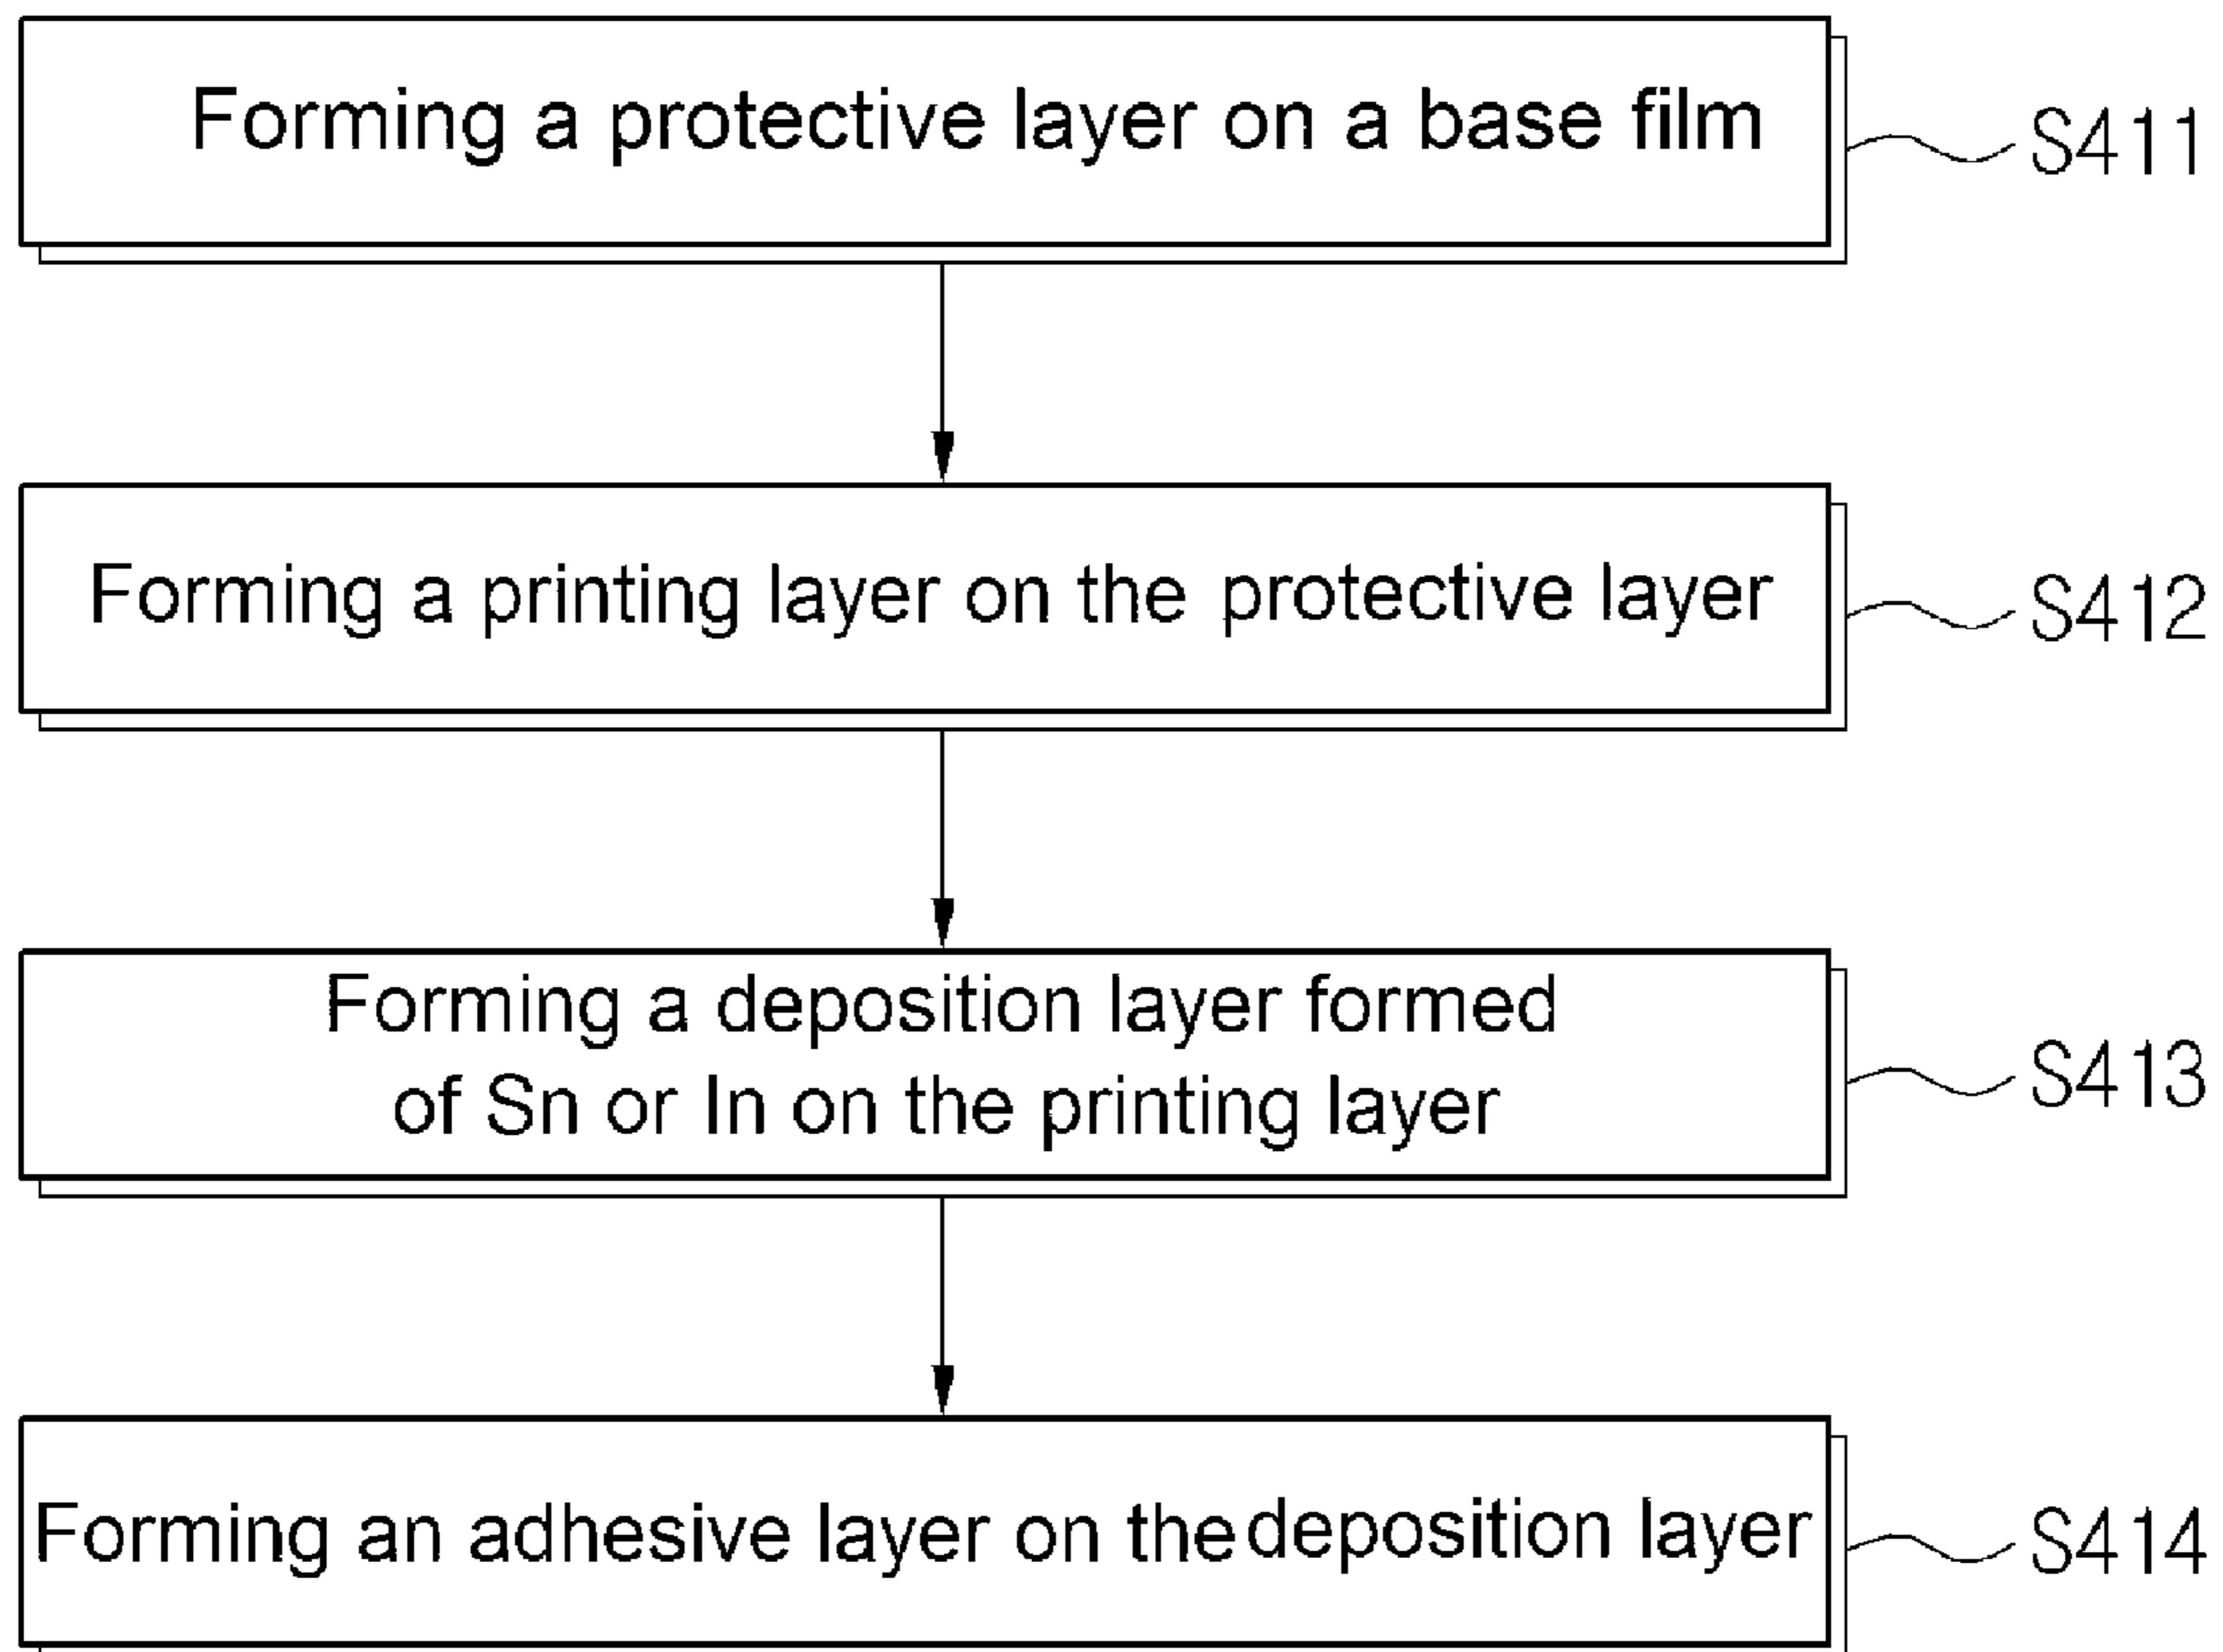 Forming a protective layer on a base film
S411
Forming a printing layer on the protective layer
S412
Forming a deposition layer formed
of Sn or In on the printing layer
S413
Forming an adhesive layer on the deposition layer
S414